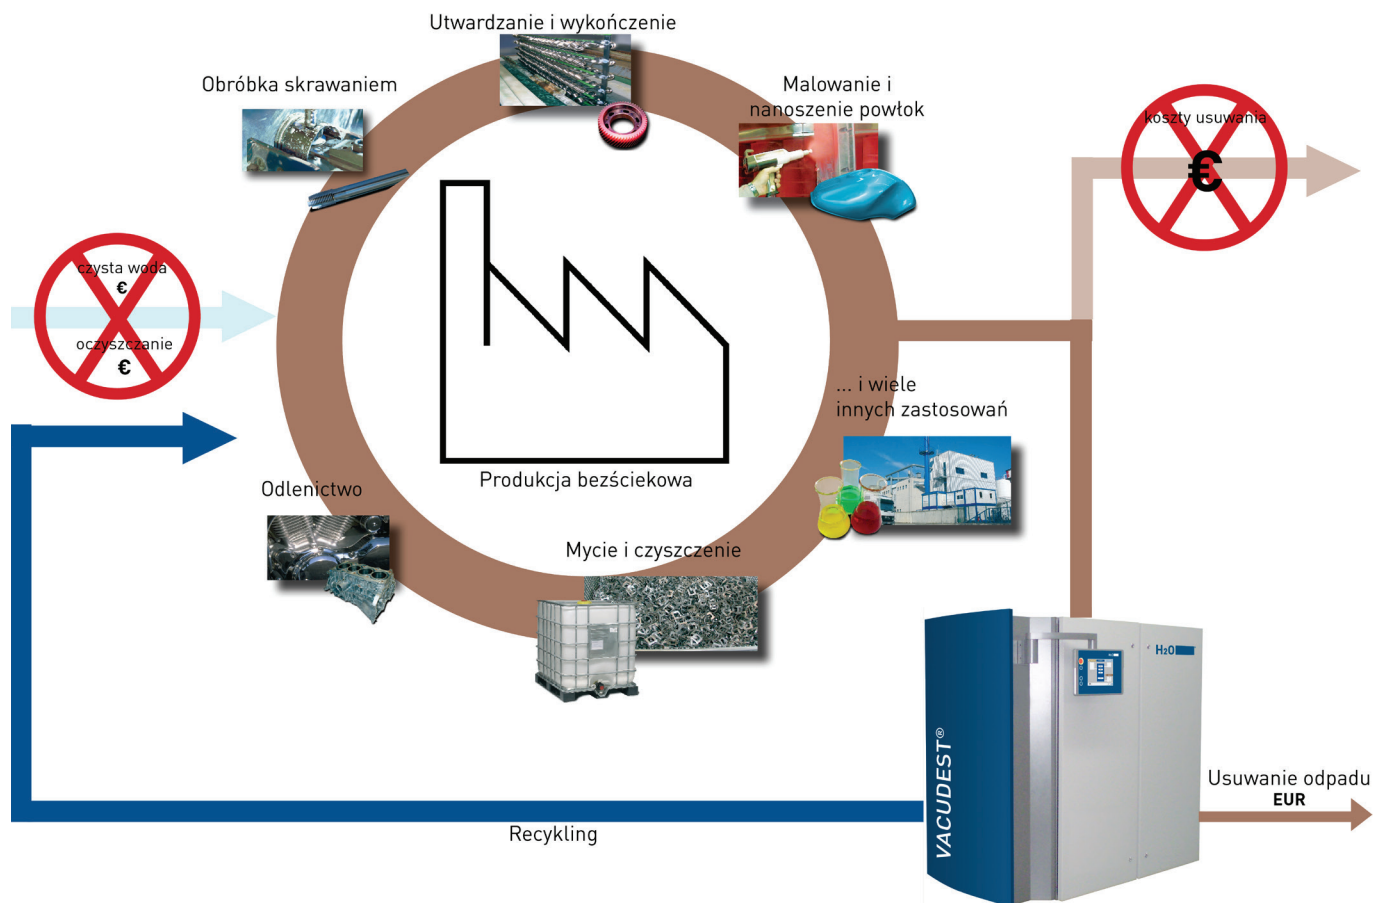 Utwardzanie i wykończenie
Obróbka skrawaniem
Malowanie i
nanoszenie powłok
koszty usuwania
€
czysta woda
€
oczyszczanie
€
... i wiele
innych zastosowań
Produkcja bezściekowa
Odlenictwo
Mycie i czyszczenie
H2O
VACUDEST®
Usuwanie odpadu
EUR
Recykling